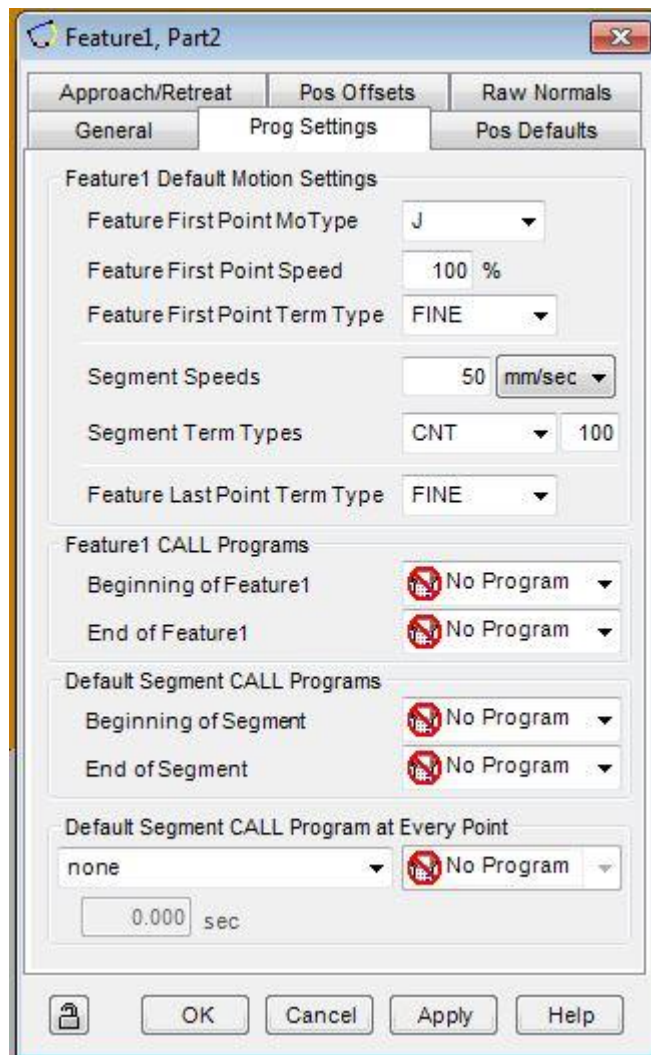 Feature1, Part2
Approach/Retreat Pos Offsets Raw Normals
General Prog Settings Pos Defaults
Feature1 Default Motion Settings
Feature First Point MoType J
Feature First Point Speed 100 %
Feature First Point Term Type FINE
Segment Speeds 50 mm/sec
Segment Term Types CNT 100
Feature Last Point Term Type FINE
Feature1 CALL Programs
Beginning of Feature1 No Program
End of Feature1 No Program
Default Segment CALL Programs
Beginning of Segment No Program
End of Segment No Program
Default Segment CALL Program at Every Point
none No Program
0.000 sec
OK Cancel Apply Help